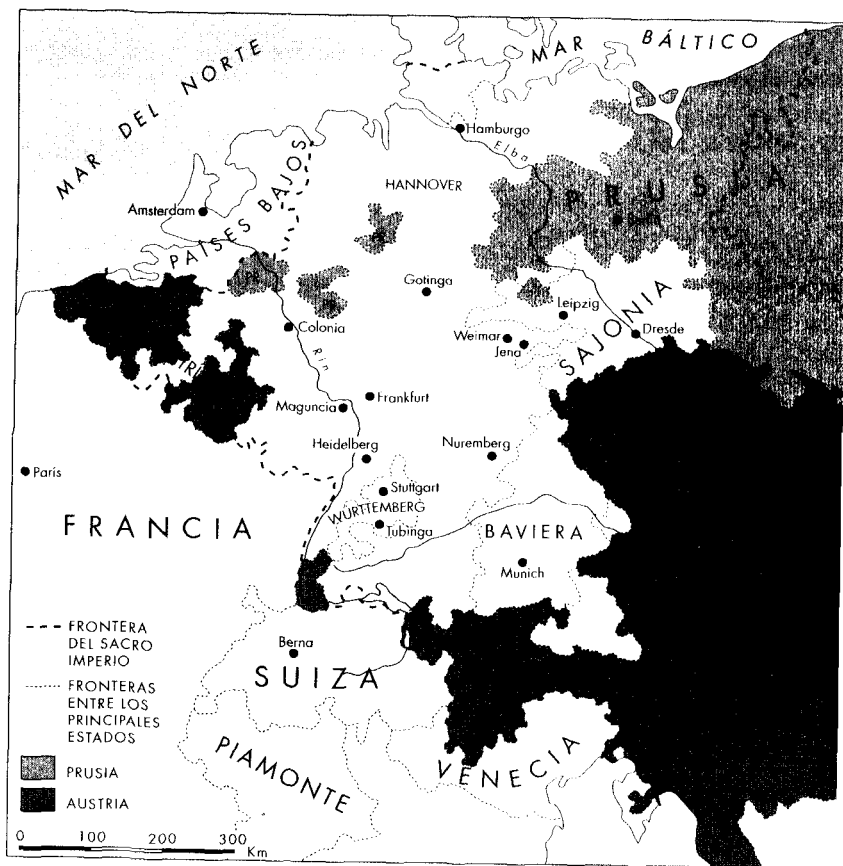 MAR DEL NORTE
MAR BÁLTICO
Hamburgo
Elba
HANNOVER
PRUSIA
Amsterdam
PAÍSES BAJOS
Gotinga
Leipzig
Colonia
Weimar
Jena
SAJONIA
Dresde
Rin
Frankfurt
Maguncia
Heidelberg
Nuremberg
París
Stuttgart
WÜRTTEMBERG
Tubinga
FRANCIA
BAVIERA
Munich
Berna
SUIZA
PIAMONTE
VENECIA
FRONTERA
DEL SACRO
IMPERIO
FRONTERAS
ENTRE LOS
PRINCIPALES
ESTADOS
PRUSIA
AUSTRIA
0 100 200 300
Km